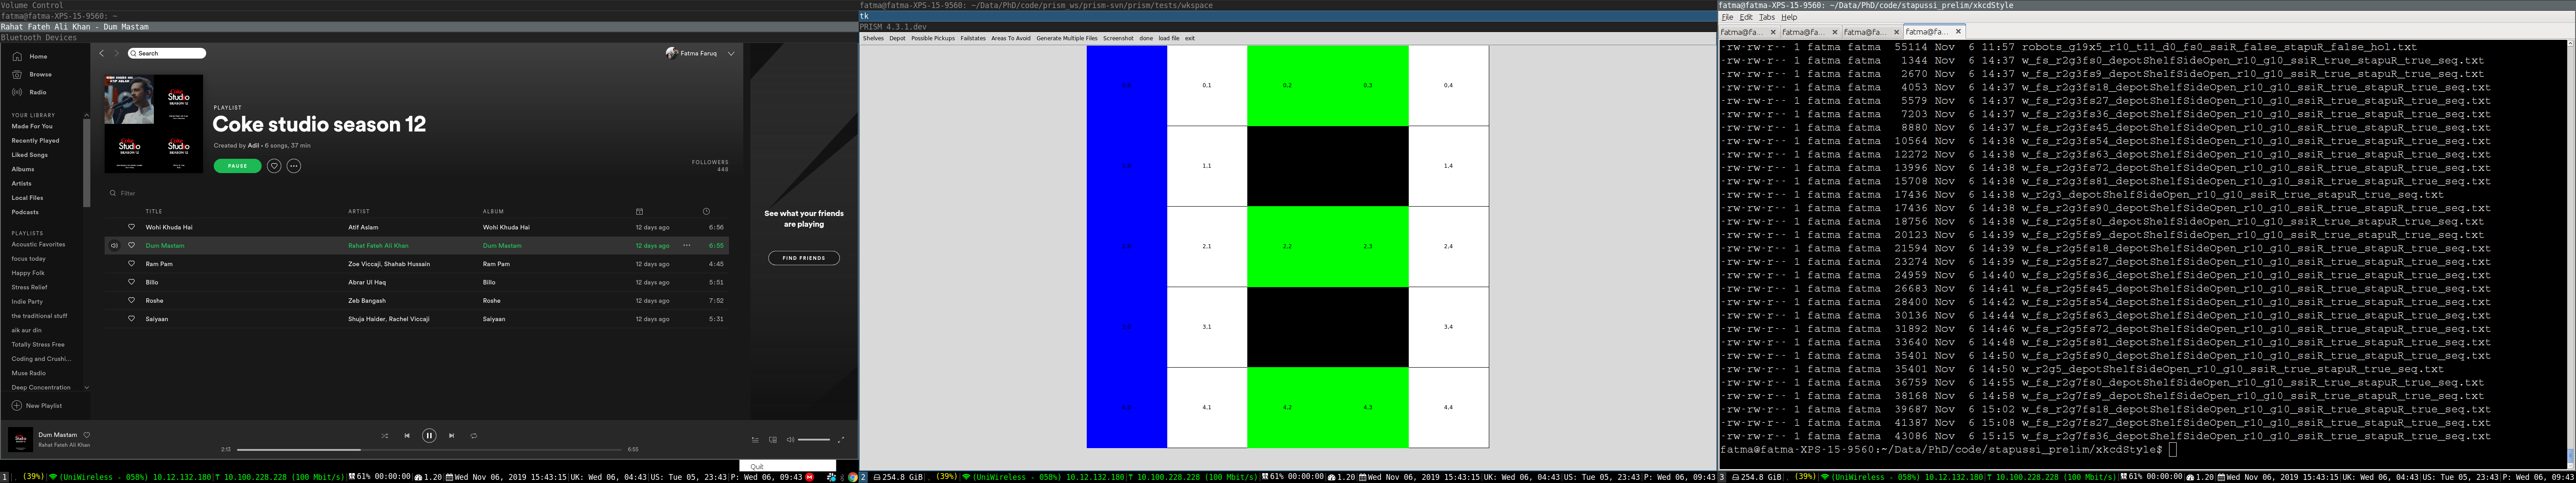 Volume Control
fatma@fatma-XPS-15-9560: ~
Rahat Fateh Ali Khan - Dum Mastam
Bluetooth Devices
Home
Browse
Radio
YOUR LIBRARY
Made For You
Recently Played
Liked Songs
Albums
Artists
Local Files
Podcasts
PLAYLISTS
Acoustic Favorites
focus today
Happy Folk
Stress Relief
Indie Party
the traditional stuff
aik aur din
Totally Stress Free
Coding and Crushi...
Muse Radio
Deep Concentration
New Playlist
Search
Fatma Faruq
PLAYLIST
Coke studio season 12
Created by Adil • 6 songs, 37 min
PAUSE
FOLLOWERS
448
Filter
TITLE ARTIST ALBUM
Wohi Khuda Hai Atif Aslam Wohi Khuda Hai 12 days ago 6:56
Dum Mastam Rahat Fateh Ali Khan Dum Mastam 12 days ago ... 6:55
Ram Pam Zoe Viccaji, Shahab Hussain Ram Pam 12 days ago 4:45
Billo Abrar Ul Haq Billo 12 days ago 5:51
Roshe Zeb Bangash Roshe 12 days ago 7:52
Saiyaan Shuja Haider, Rachel Viccaji Saiyaan 12 days ago 5:31
See what your friends
are playing
FIND FRIENDS
Dum Mastam
Rahat Fateh Ali Khan
2:13 6:55
Quit
1 (39%) (UniWireless - 058%) 10.12.132.180 10.100.228.228 (100 Mbit/s) 61% 00:00:00 1.20 Wed Nov 06, 2019 15:43:15 UK: Wed 06, 04:43 US: Tue 05, 23:43 P: Wed 06, 09:43
fatma@fatma-XPS-15-9560: ~/Data/PhD/code/prism_ws/prism-svn/prism/tests/wkspace
tk
PRISM 4.3.1.dev
Shelves Depot Possible Pickups Failstates Areas To Avoid Generate Multiple Files Screenshot done load file exit
0,0 0,1 0,2 0,3 0,4
1,0 1,1 1,4
2,0 2,1 2,2 2,3 2,4
3,0 3,1 3,4
4,0 4,1 4,2 4,3 4,4
2 254.8 GiB (39%) (UniWireless - 058%) 10.12.132.180 10.100.228.228 (100 Mbit/s) 61% 00:00:00 1.20 Wed Nov 06, 2019 15:43:15 UK: Wed 06, 04:43 US: Tue 05, 23:43 P: Wed 06, 09:43
fatma@fatma-XPS-15-9560: ~/Data/PhD/code/stapussi_prelim/xkcdStyle
File Edit Tabs Help
fatma@fa... fatma@fa... fatma@fa... fatma@fa...
-rw-rw-r-- 1 fatma fatma 55114 Nov 6 11:57 robots_g19x5_r10_t11_d0_fs0_ssiR_false_stapuR_false_hol.txt
-rw-rw-r-- 1 fatma fatma 1344 Nov 6 14:37 w_fs_r2g3fs0_depotShelfSideOpen_r10_g10_ssiR_true_stapuR_true_seq.txt
-rw-rw-r-- 1 fatma fatma 2670 Nov 6 14:37 w_fs_r2g3fs9_depotShelfSideOpen_r10_g10_ssiR_true_stapuR_true_seq.txt
-rw-rw-r-- 1 fatma fatma 4053 Nov 6 14:37 w_fs_r2g3fs18_depotShelfSideOpen_r10_g10_ssiR_true_stapuR_true_seq.txt
-rw-rw-r-- 1 fatma fatma 5579 Nov 6 14:37 w_fs_r2g3fs27_depotShelfSideOpen_r10_g10_ssiR_true_stapuR_true_seq.txt
-rw-rw-r-- 1 fatma fatma 7203 Nov 6 14:37 w_fs_r2g3fs36_depotShelfSideOpen_r10_g10_ssiR_true_stapuR_true_seq.txt
-rw-rw-r-- 1 fatma fatma 8880 Nov 6 14:37 w_fs_r2g3fs45_depotShelfSideOpen_r10_g10_ssiR_true_stapuR_true_seq.txt
-rw-rw-r-- 1 fatma fatma 10564 Nov 6 14:38 w_fs_r2g3fs54_depotShelfSideOpen_r10_g10_ssiR_true_stapuR_true_seq.txt
-rw-rw-r-- 1 fatma fatma 12272 Nov 6 14:38 w_fs_r2g3fs63_depotShelfSideOpen_r10_g10_ssiR_true_stapuR_true_seq.txt
-rw-rw-r-- 1 fatma fatma 13996 Nov 6 14:38 w_fs_r2g3fs72_depotShelfSideOpen_r10_g10_ssiR_true_stapuR_true_seq.txt
-rw-rw-r-- 1 fatma fatma 15708 Nov 6 14:38 w_fs_r2g3fs81_depotShelfSideOpen_r10_g10_ssiR_true_stapuR_true_seq.txt
-rw-rw-r-- 1 fatma fatma 17436 Nov 6 14:38 w_r2g3_depotShelfSideOpen_r10_g10_ssiR_true_stapuR_true_seq.txt
-rw-rw-r-- 1 fatma fatma 17436 Nov 6 14:38 w_fs_r2g3fs90_depotShelfSideOpen_r10_g10_ssiR_true_stapuR_true_seq.txt
-rw-rw-r-- 1 fatma fatma 18756 Nov 6 14:38 w_fs_r2g5fs0_depotShelfSideOpen_r10_g10_ssiR_true_stapuR_true_seq.txt
-rw-rw-r-- 1 fatma fatma 20123 Nov 6 14:39 w_fs_r2g5fs9_depotShelfSideOpen_r10_g10_ssiR_true_stapuR_true_seq.txt
-rw-rw-r-- 1 fatma fatma 21594 Nov 6 14:39 w_fs_r2g5fs18_depotShelfSideOpen_r10_g10_ssiR_true_stapuR_true_seq.txt
-rw-rw-r-- 1 fatma fatma 23274 Nov 6 14:39 w_fs_r2g5fs27_depotShelfSideOpen_r10_g10_ssiR_true_stapuR_true_seq.txt
-rw-rw-r-- 1 fatma fatma 24959 Nov 6 14:40 w_fs_r2g5fs36_depotShelfSideOpen_r10_g10_ssiR_true_stapuR_true_seq.txt
-rw-rw-r-- 1 fatma fatma 26683 Nov 6 14:41 w_fs_r2g5fs45_depotShelfSideOpen_r10_g10_ssiR_true_stapuR_true_seq.txt
-rw-rw-r-- 1 fatma fatma 28400 Nov 6 14:42 w_fs_r2g5fs54_depotShelfSideOpen_r10_g10_ssiR_true_stapuR_true_seq.txt
-rw-rw-r-- 1 fatma fatma 30136 Nov 6 14:44 w_fs_r2g5fs63_depotShelfSideOpen_r10_g10_ssiR_true_stapuR_true_seq.txt
-rw-rw-r-- 1 fatma fatma 31892 Nov 6 14:46 w_fs_r2g5fs72_depotShelfSideOpen_r10_g10_ssiR_true_stapuR_true_seq.txt
-rw-rw-r-- 1 fatma fatma 33640 Nov 6 14:48 w_fs_r2g5fs81_depotShelfSideOpen_r10_g10_ssiR_true_stapuR_true_seq.txt
-rw-rw-r-- 1 fatma fatma 35401 Nov 6 14:50 w_fs_r2g5fs90_depotShelfSideOpen_r10_g10_ssiR_true_stapuR_true_seq.txt
-rw-rw-r-- 1 fatma fatma 35401 Nov 6 14:50 w_r2g5_depotShelfSideOpen_r10_g10_ssiR_true_stapuR_true_seq.txt
-rw-rw-r-- 1 fatma fatma 36759 Nov 6 14:55 w_fs_r2g7fs0_depotShelfSideOpen_r10_g10_ssiR_true_stapuR_true_seq.txt
-rw-rw-r-- 1 fatma fatma 38168 Nov 6 14:58 w_fs_r2g7fs9_depotShelfSideOpen_r10_g10_ssiR_true_stapuR_true_seq.txt
-rw-rw-r-- 1 fatma fatma 39687 Nov 6 15:02 w_fs_r2g7fs18_depotShelfSideOpen_r10_g10_ssiR_true_stapuR_true_seq.txt
-rw-rw-r-- 1 fatma fatma 41387 Nov 6 15:08 w_fs_r2g7fs27_depotShelfSideOpen_r10_g10_ssiR_true_stapuR_true_seq.txt
-rw-rw-r-- 1 fatma fatma 43086 Nov 6 15:15 w_fs_r2g7fs36_depotShelfSideOpen_r10_g10_ssiR_true_stapuR_true_seq.txt
fatma@fatma-XPS-15-9560:~/Data/PhD/code/stapussi_prelim/xkcdStyle$
3 254.8 GiB (39%) (UniWireless - 058%) 10.12.132.180 10.100.228.228 (100 Mbit/s) 61% 00:00:00 1.20 Wed Nov 06, 2019 15:43:15 UK: Wed 06, 04:43 US: Tue 05, 23:43 P: Wed 06, 09:43